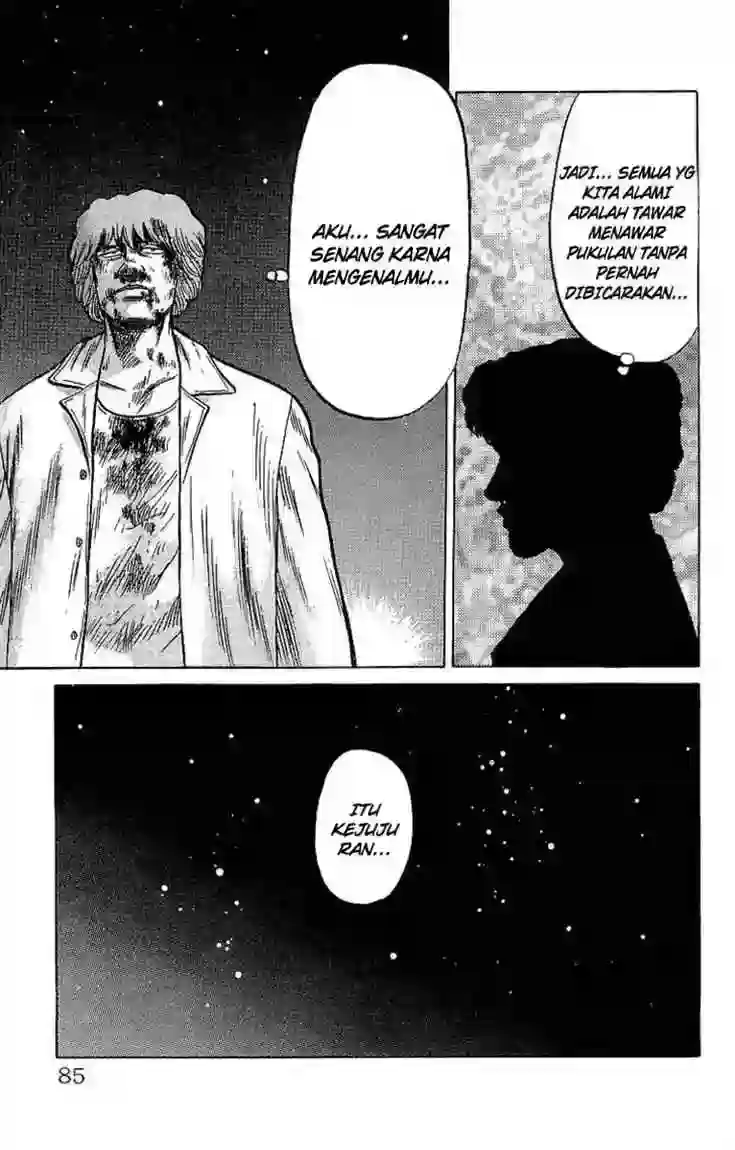 JADI... SEMUA YG
KITA ALAMI
ADALAH TAWAR
MENAWAR
PUKULAN TANPA
PERNAH
DIBICARAKAN...
AKU... SANGAT
SENANG KARNA
MENGENALMU...
ITU
KEJUJU
RAN...
85